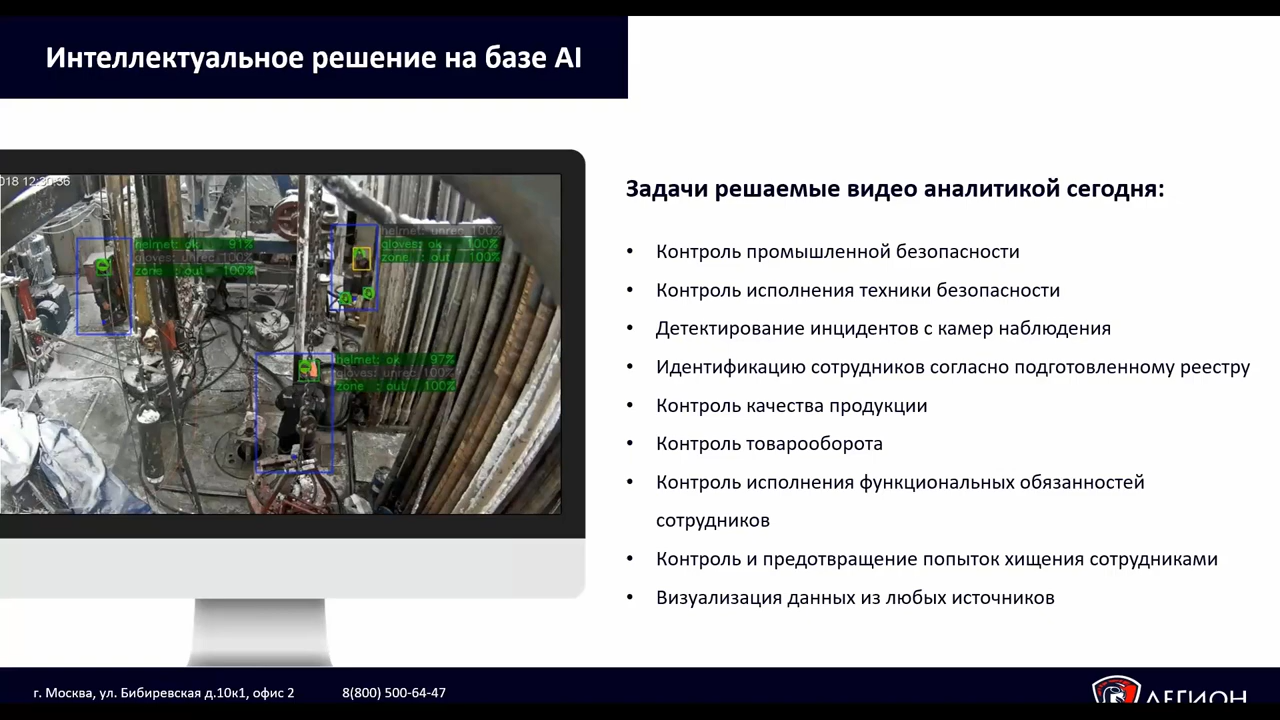 Интеллектуальное решение на базе AI
018 12:30:36
helmet: ok 91%
gloves: unrec 100%
zone : out 100%
helmet: unrec 100%
gloves: ok 100%
zone : out 100%
helmet: ok 97%
gloves: unrec 100%
zone : out 100%
Задачи решаемые видео аналитикой сегодня:
• Контроль промышленной безопасности
• Контроль исполнения техники безопасности
• Детектирование инцидентов с камер наблюдения
• Идентификацию сотрудников согласно подготовленному реестру
• Контроль качества продукции
• Контроль товарооборота
• Контроль исполнения функциональных обязанностей
сотрудников
• Контроль и предотвращение попыток хищения сотрудниками
• Визуализация данных из любых источников
г. Москва, ул. Бибиревская д.10к1, офис 2
8(800) 500-64-47
ЛЕГИОН